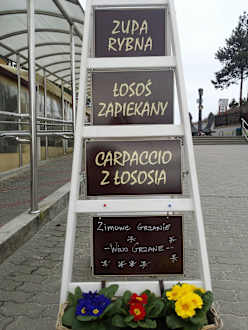 ZUPA
RYBNA
ŁOSOŚ
ZAPIEKANY
CARPACCIO
Z ŁOSOSIA
Zimowe Grzanie
-Wino Grzane-